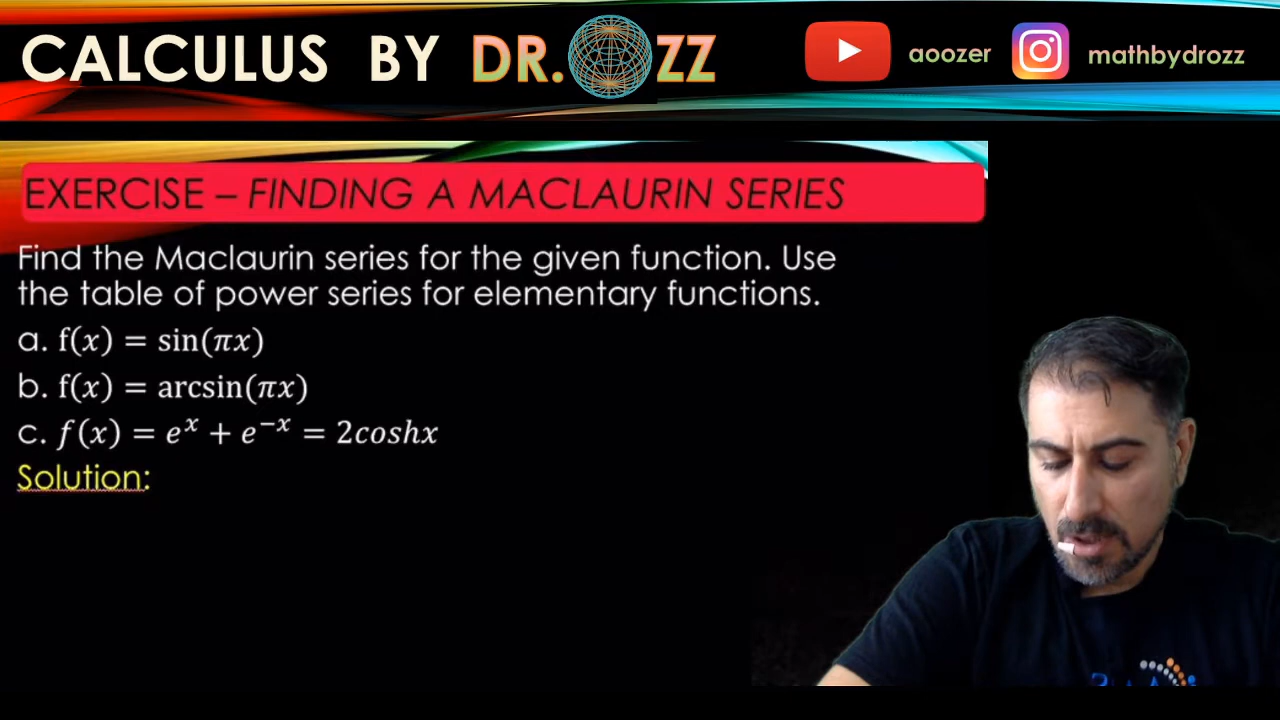 CALCULUS BY DR. ZZ
aoozer
mathbydrozz
EXERCISE – FINDING A MACLAURIN SERIES
Find the Maclaurin series for the given function. Use
the table of power series for elementary functions.
a. f(x) = sin(πx)
b. f(x) = arcsin(πx)
c. f(x) = eˣ + e⁻ˣ = 2coshx
Solution: